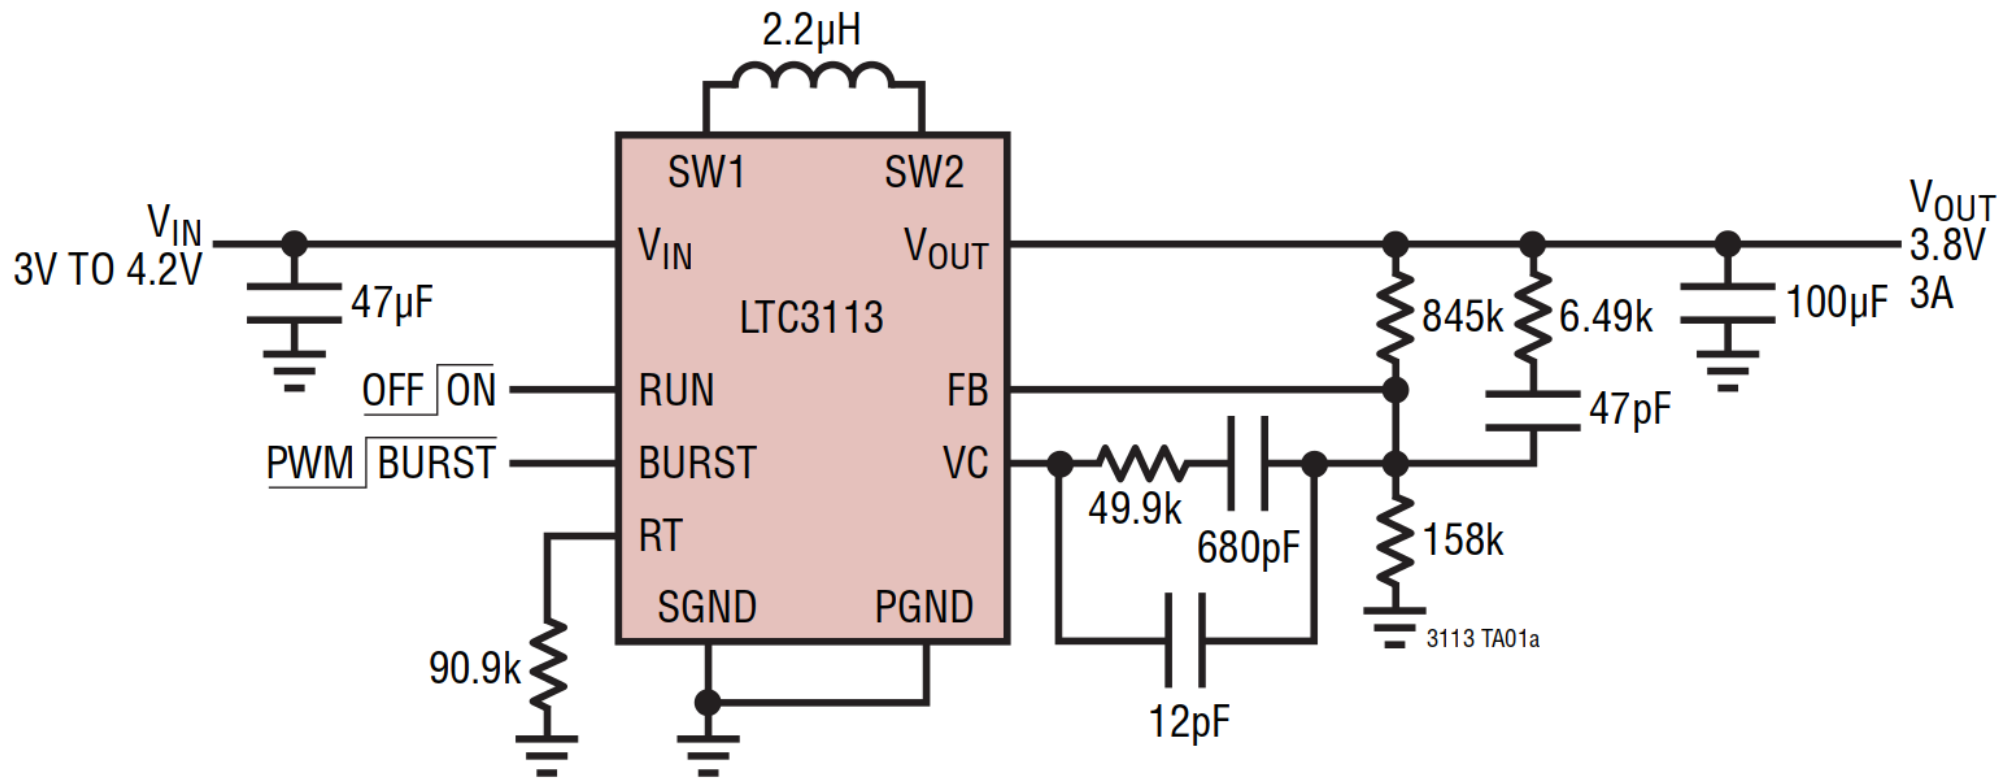 2.2µH
SW1
SW2
VIN
3V TO 4.2V
VIN
VOUT
VOUT
3.8V
3A
47µF
LTC3113
845k
6.49k
100µF
OFF ON
RUN
FB
47pF
PWM BURST
BURST
VC
49.9k
680pF
158k
RT
SGND
PGND
3113 TA01a
90.9k
12pF